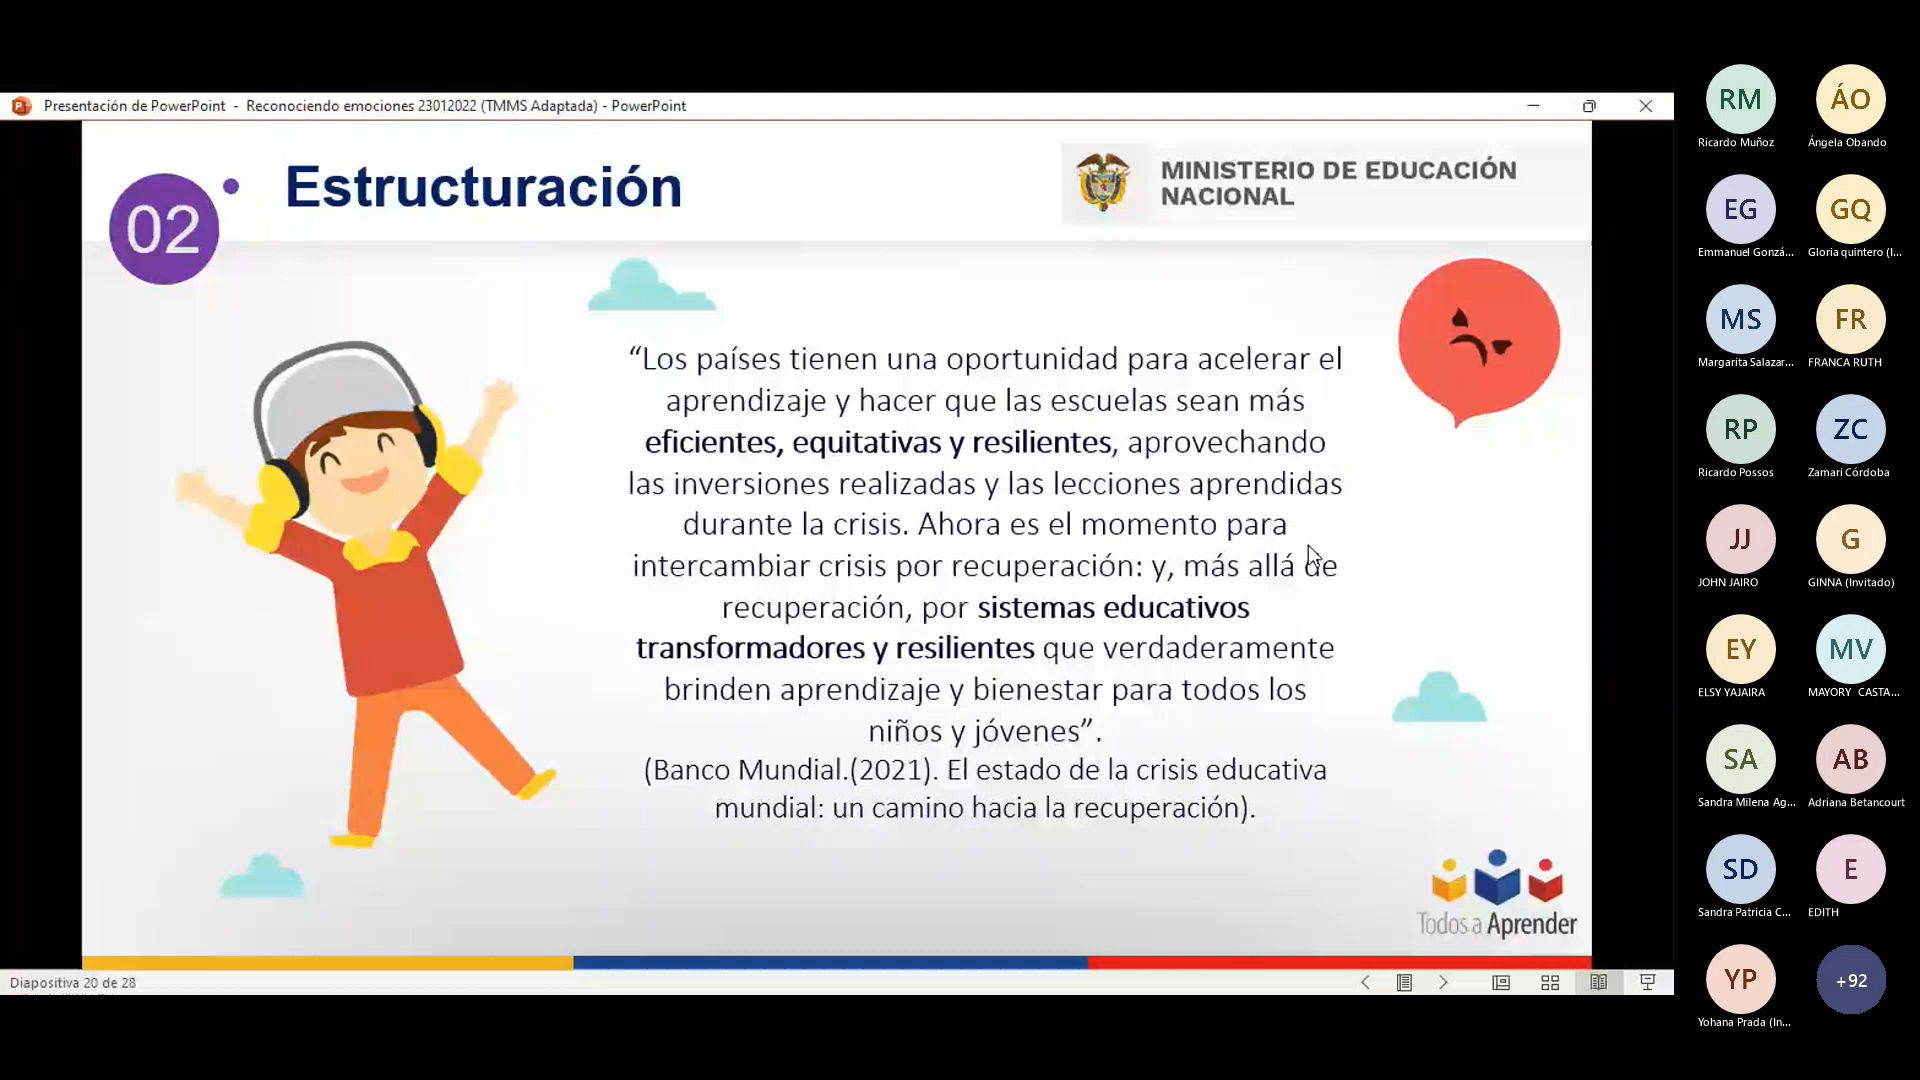 Presentación de PowerPoint - Reconociendo emociones 23012022 (TMMS Adaptada) - PowerPoint
02
Estructuración
MINISTERIO DE EDUCACIÓN
NACIONAL
“Los países tienen una oportunidad para acelerar el
aprendizaje y hacer que las escuelas sean más
eficientes, equitativas y resilientes, aprovechando
las inversiones realizadas y las lecciones aprendidas
durante la crisis. Ahora es el momento para
intercambiar crisis por recuperación: y, más allá de
recuperación, por sistemas educativos
transformadores y resilientes que verdaderamente
brinden aprendizaje y bienestar para todos los
niños y jóvenes”.
(Banco Mundial.(2021). El estado de la crisis educativa
mundial: un camino hacia la recuperación).
Todos a Aprender
Diapositiva 20 de 28
RM
Ricardo Muñoz
ÁO
Ángela Obando
EG
Emmanuel Gonzá...
GQ
Gloria quintero (I...
MS
Margarita Salazar...
FR
FRANCA RUTH
RP
Ricardo Possos
ZC
Zamari Córdoba
JJ
JOHN JAIRO
G
GINNA (Invitado)
EY
ELSY YAJAIRA
MV
MAYORY CASTA...
SA
Sandra Milena Ag...
AB
Adriana Betancourt
SD
Sandra Patricia C...
E
EDITH
YP
Yohana Prada (In...
+92